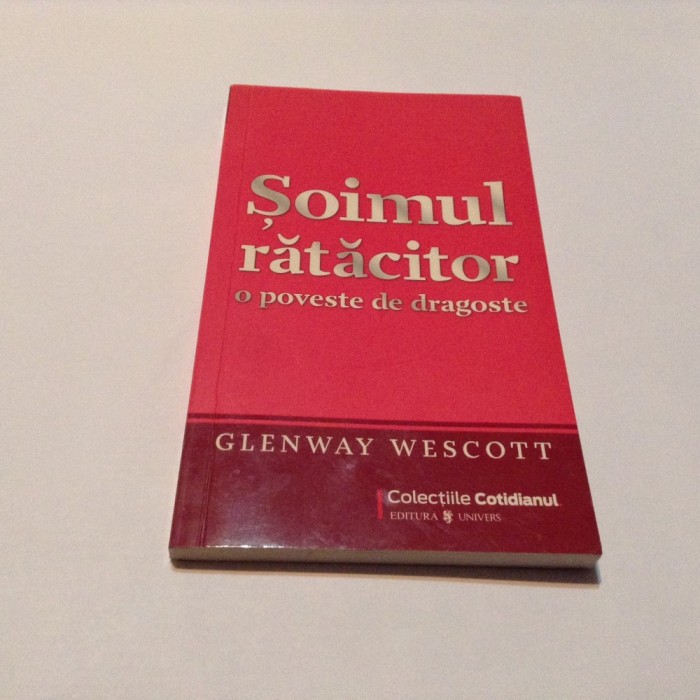 Șoimul
rătăcitor
o poveste de dragoste
GLENWAY WESCOTT
Colecțiile Cotidianul
EDITURA UNIVERS